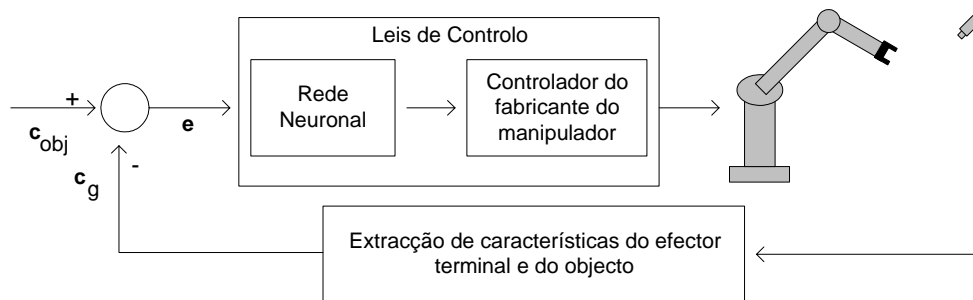 Leis de Controlo
Rede
Neuronal
Controlador do
fabricante do
manipulador
+
c obj
e
-
c g
Extracção de características do efector
terminal e do objecto